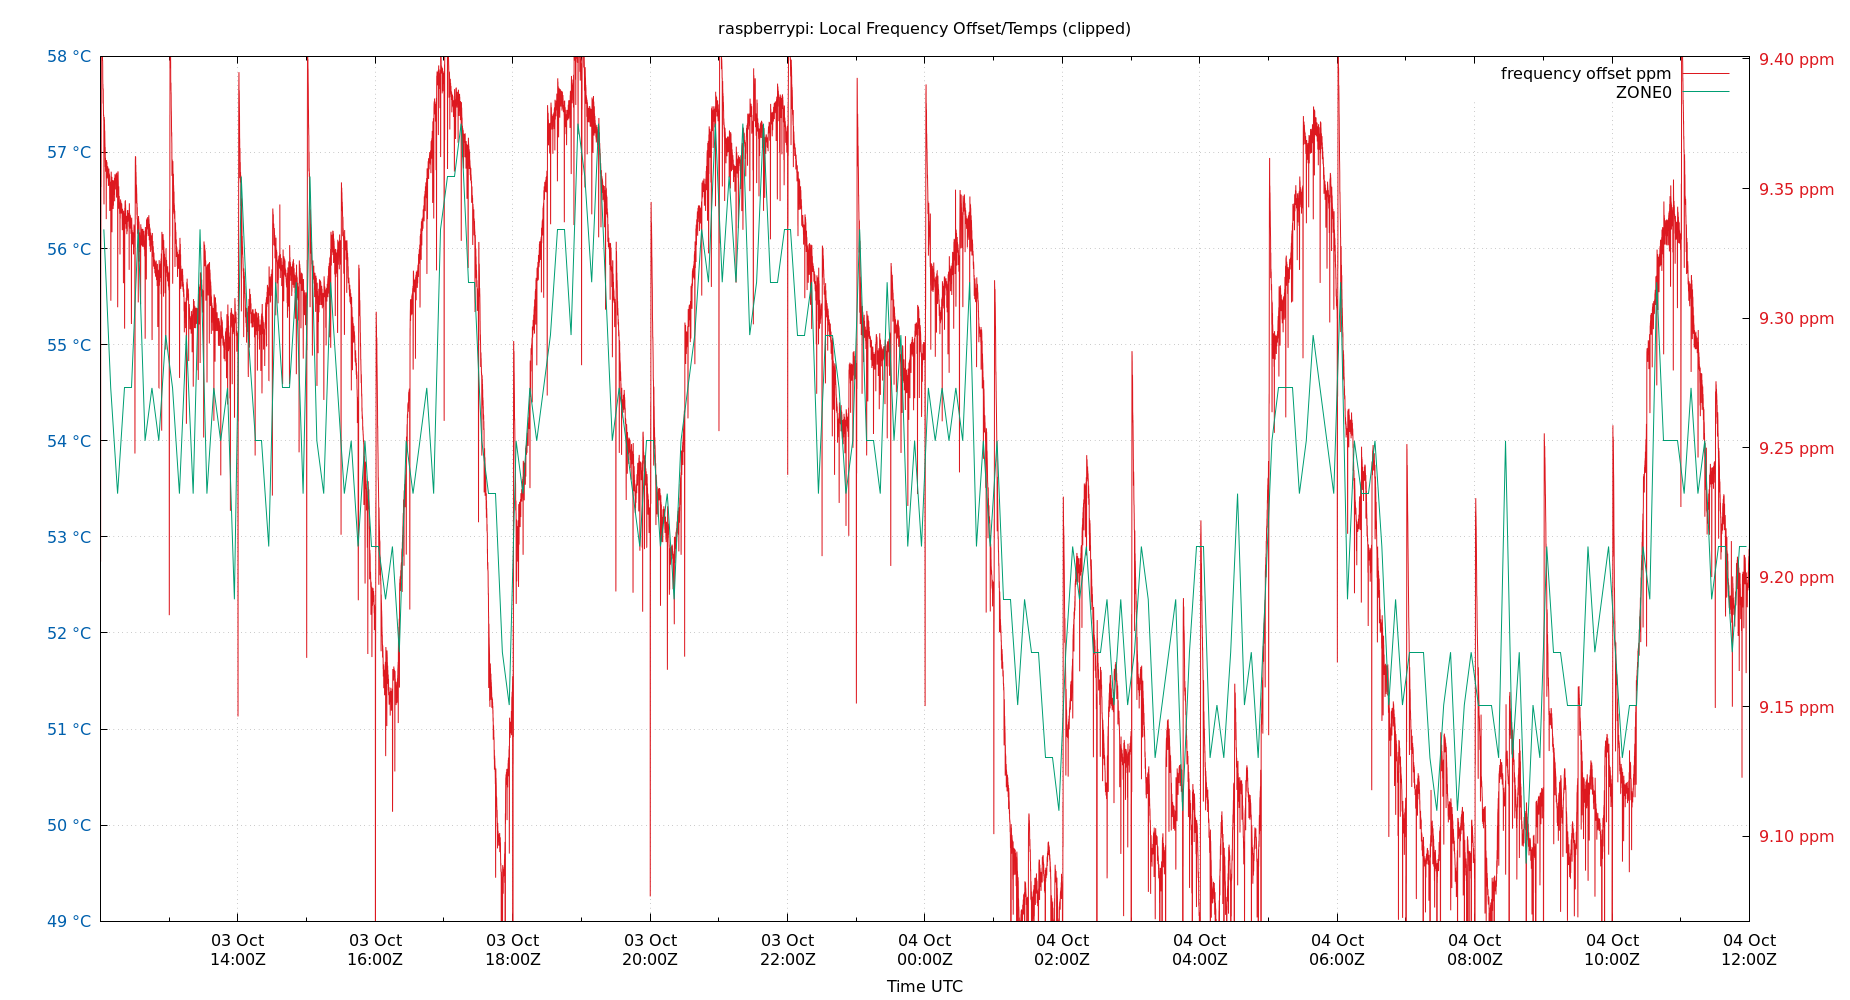 raspberrypi: Local Frequency Offset/Temps (clipped)
58 °C
57 °C
56 °C
55 °C
54 °C
53 °C
52 °C
51 °C
50 °C
49 °C
9.40 ppm
9.35 ppm
9.30 ppm
9.25 ppm
9.20 ppm
9.15 ppm
9.10 ppm
frequency offset ppm
ZONE0
03 Oct
14:00Z
03 Oct
16:00Z
03 Oct
18:00Z
03 Oct
20:00Z
03 Oct
22:00Z
04 Oct
00:00Z
04 Oct
02:00Z
04 Oct
04:00Z
04 Oct
06:00Z
04 Oct
08:00Z
04 Oct
10:00Z
04 Oct
12:00Z
Time UTC